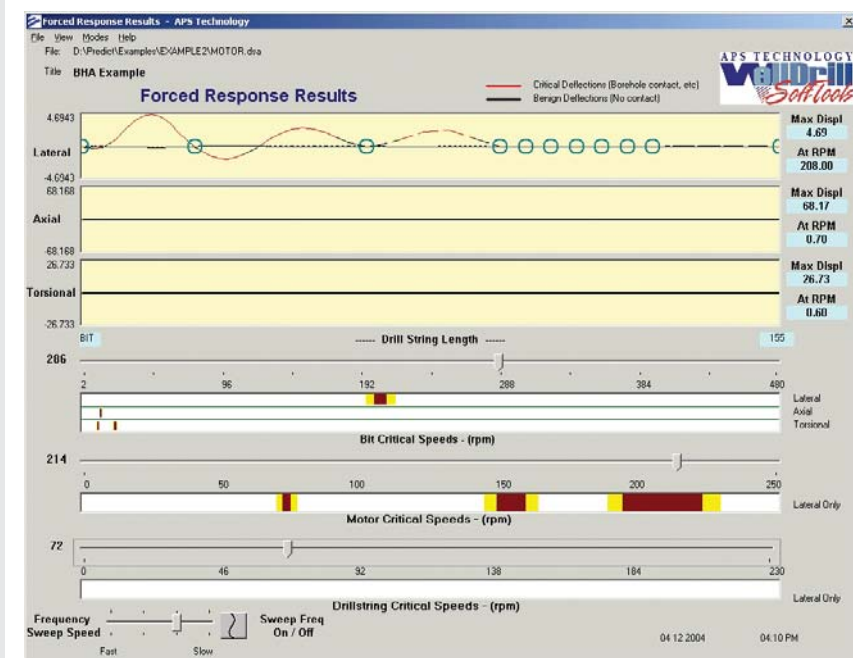 Forced Response Results - APS Technology
File View Modes Help
File: D:\Predict\Examples\EXAMPLE2\MOTOR.dra
Title BHA Example
APS TECHNOLOGY
WellDrill
SoftTools
Forced Response Results
Critical Deflections (Borehole contact, etc)
Benign Deflections (No contact)
4.6943
Lateral
-4.6943
Max Displ
4.69
At RPM
208.00
68.168
Axial
-68.168
Max Displ
68.17
At RPM
0.70
26.733
Torsional
-26.733
Max Displ
26.73
At RPM
0.60
BIT ------ Drill String Length ------ 155
286
2 96 192 288 384 480
Lateral
Axial
Torsional
Bit Critical Speeds - (rpm)
214
0 50 100 150 200 250
Lateral Only
Motor Critical Speeds - (rpm)
72
0 46 92 138 184 230
Lateral Only
Drillstring Critical Speeds - (rpm)
Frequency
Sweep Speed
Fast Slow
Sweep Freq
On / Off
04 12 2004 04:10 PM